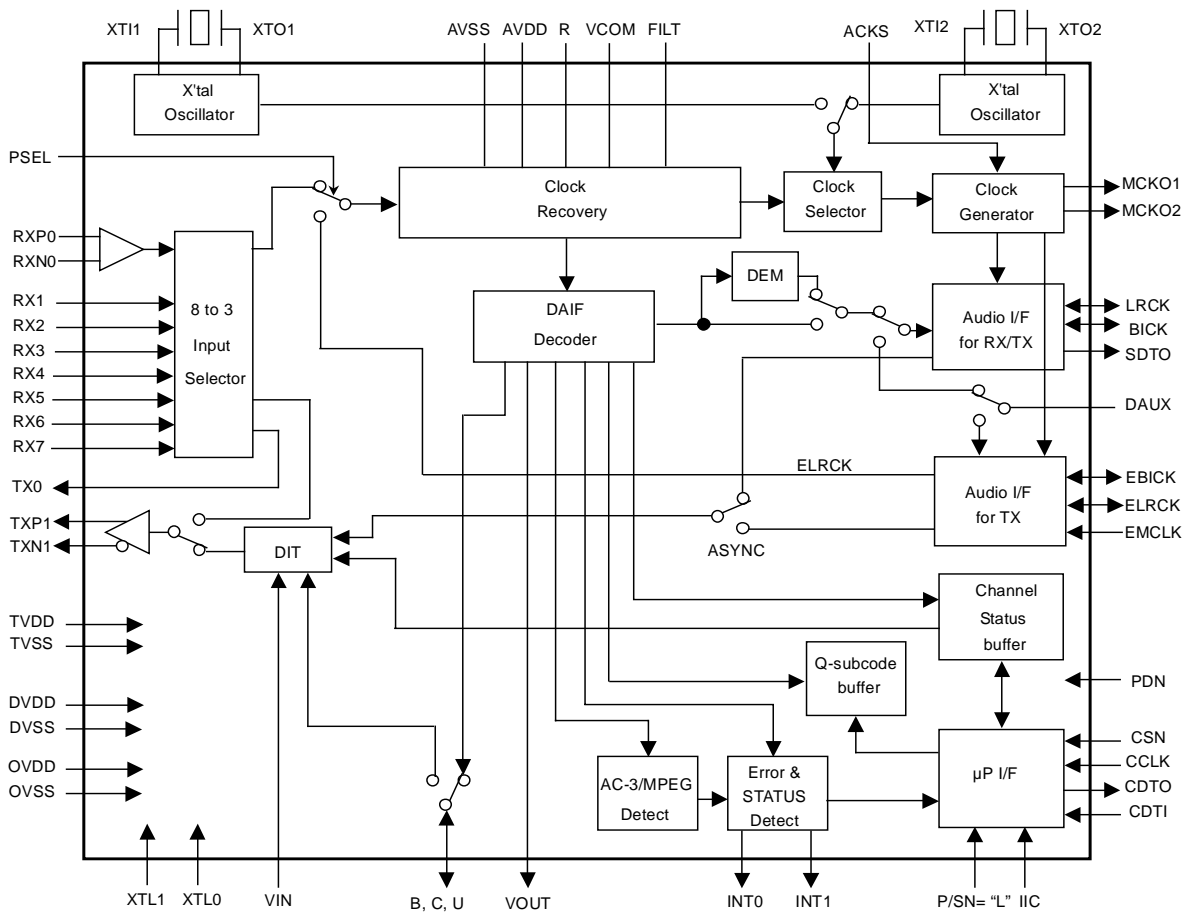 XTI1
XTO1
AVSS AVDD R VCOM FILT
ACKS
XTI2
XTO2
X'tal
Oscillator
X'tal
Oscillator
PSEL
Clock
Recovery
Clock
Selector
Clock
Generator
MCKO1
MCKO2
RXP0
RXN0
RX1
RX2
RX3
RX4
RX5
RX6
RX7
8 to 3
Input
Selector
DEM
DAIF
Decoder
Audio I/F
for RX/TX
LRCK
BICK
SDTO
DAUX
TX0
TXP1
TXN1
DIT
ELRCK
ASYNC
Audio I/F
for TX
EBICK
ELRCK
EMCLK
TVDD
TVSS
DVDD
DVSS
OVDD
OVSS
Channel
Status
buffer
Q-subcode
buffer
PDN
AC-3/MPEG
Detect
Error &
STATUS
Detect
µP I/F
CSN
CCLK
CDTO
CDTI
XTL1 XTL0 VIN B, C, U VOUT INT0 INT1 P/SN= “L” IIC